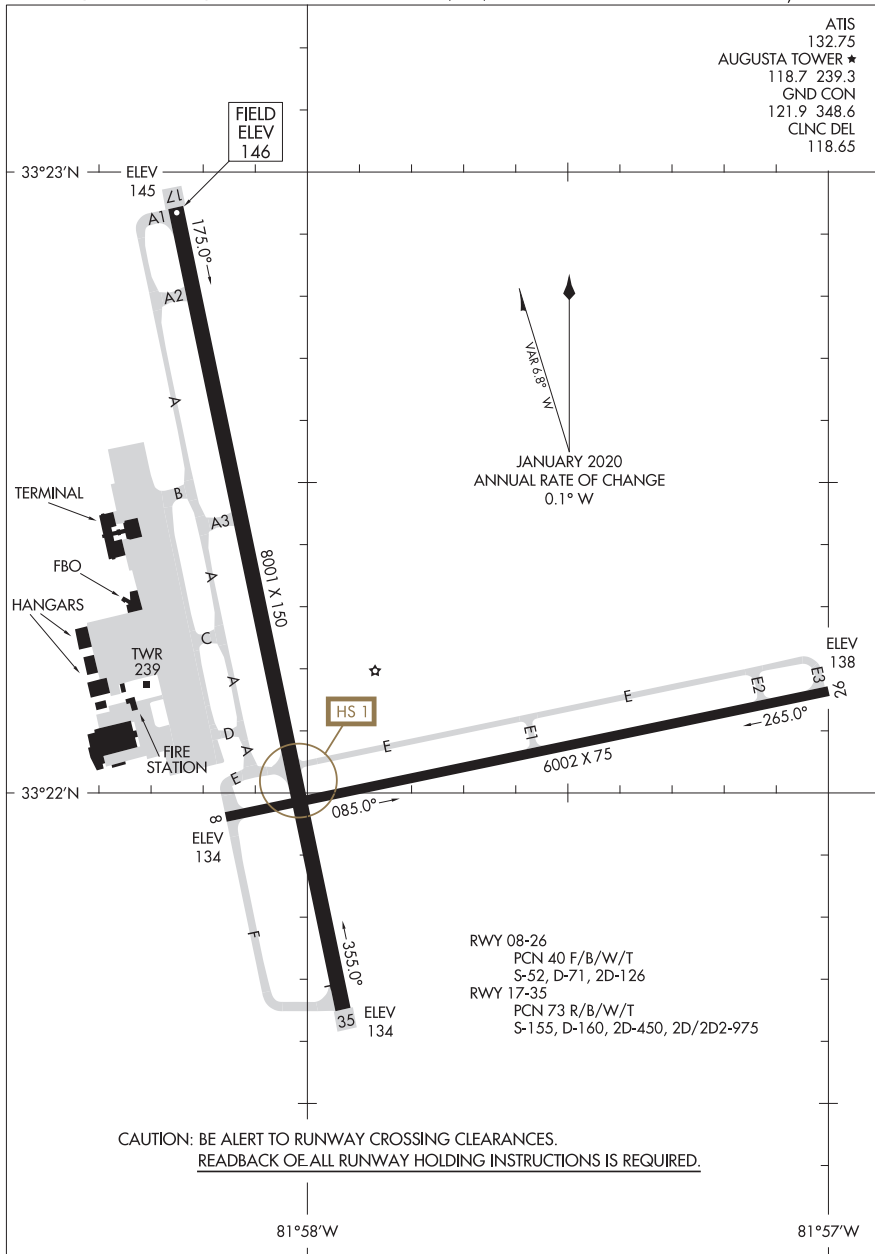 ATIS
132.75
AUGUSTA TOWER ★
118.7 239.3
GND CON
121.9 348.6
CLNC DEL
118.65
FIELD
ELEV
146
33°23'N
ELEV
145
17
A1
175.0°
A2
VAR 6.8° W
A
JANUARY 2020
ANNUAL RATE OF CHANGE
0.1° W
TERMINAL
B
A3
8001 X 150
FBO
A
HANGARS
C
TWR
239
A
ELEV
138
E3
26
E2
E
HS 1
265.0°
D
A
E
E1
FIRE
STATION
E
6002 X 75
33°22'N
8
085.0°
ELEV
134
F
355.0°
F
35
ELEV
134
RWY 08-26
PCN 40 F/B/W/T
S-52, D-71, 2D-126
RWY 17-35
PCN 73 R/B/W/T
S-155, D-160, 2D-450, 2D/2D2-975
CAUTION: BE ALERT TO RUNWAY CROSSING CLEARANCES.
READBACK OF ALL RUNWAY HOLDING INSTRUCTIONS IS REQUIRED.
81°58'W
81°57'W